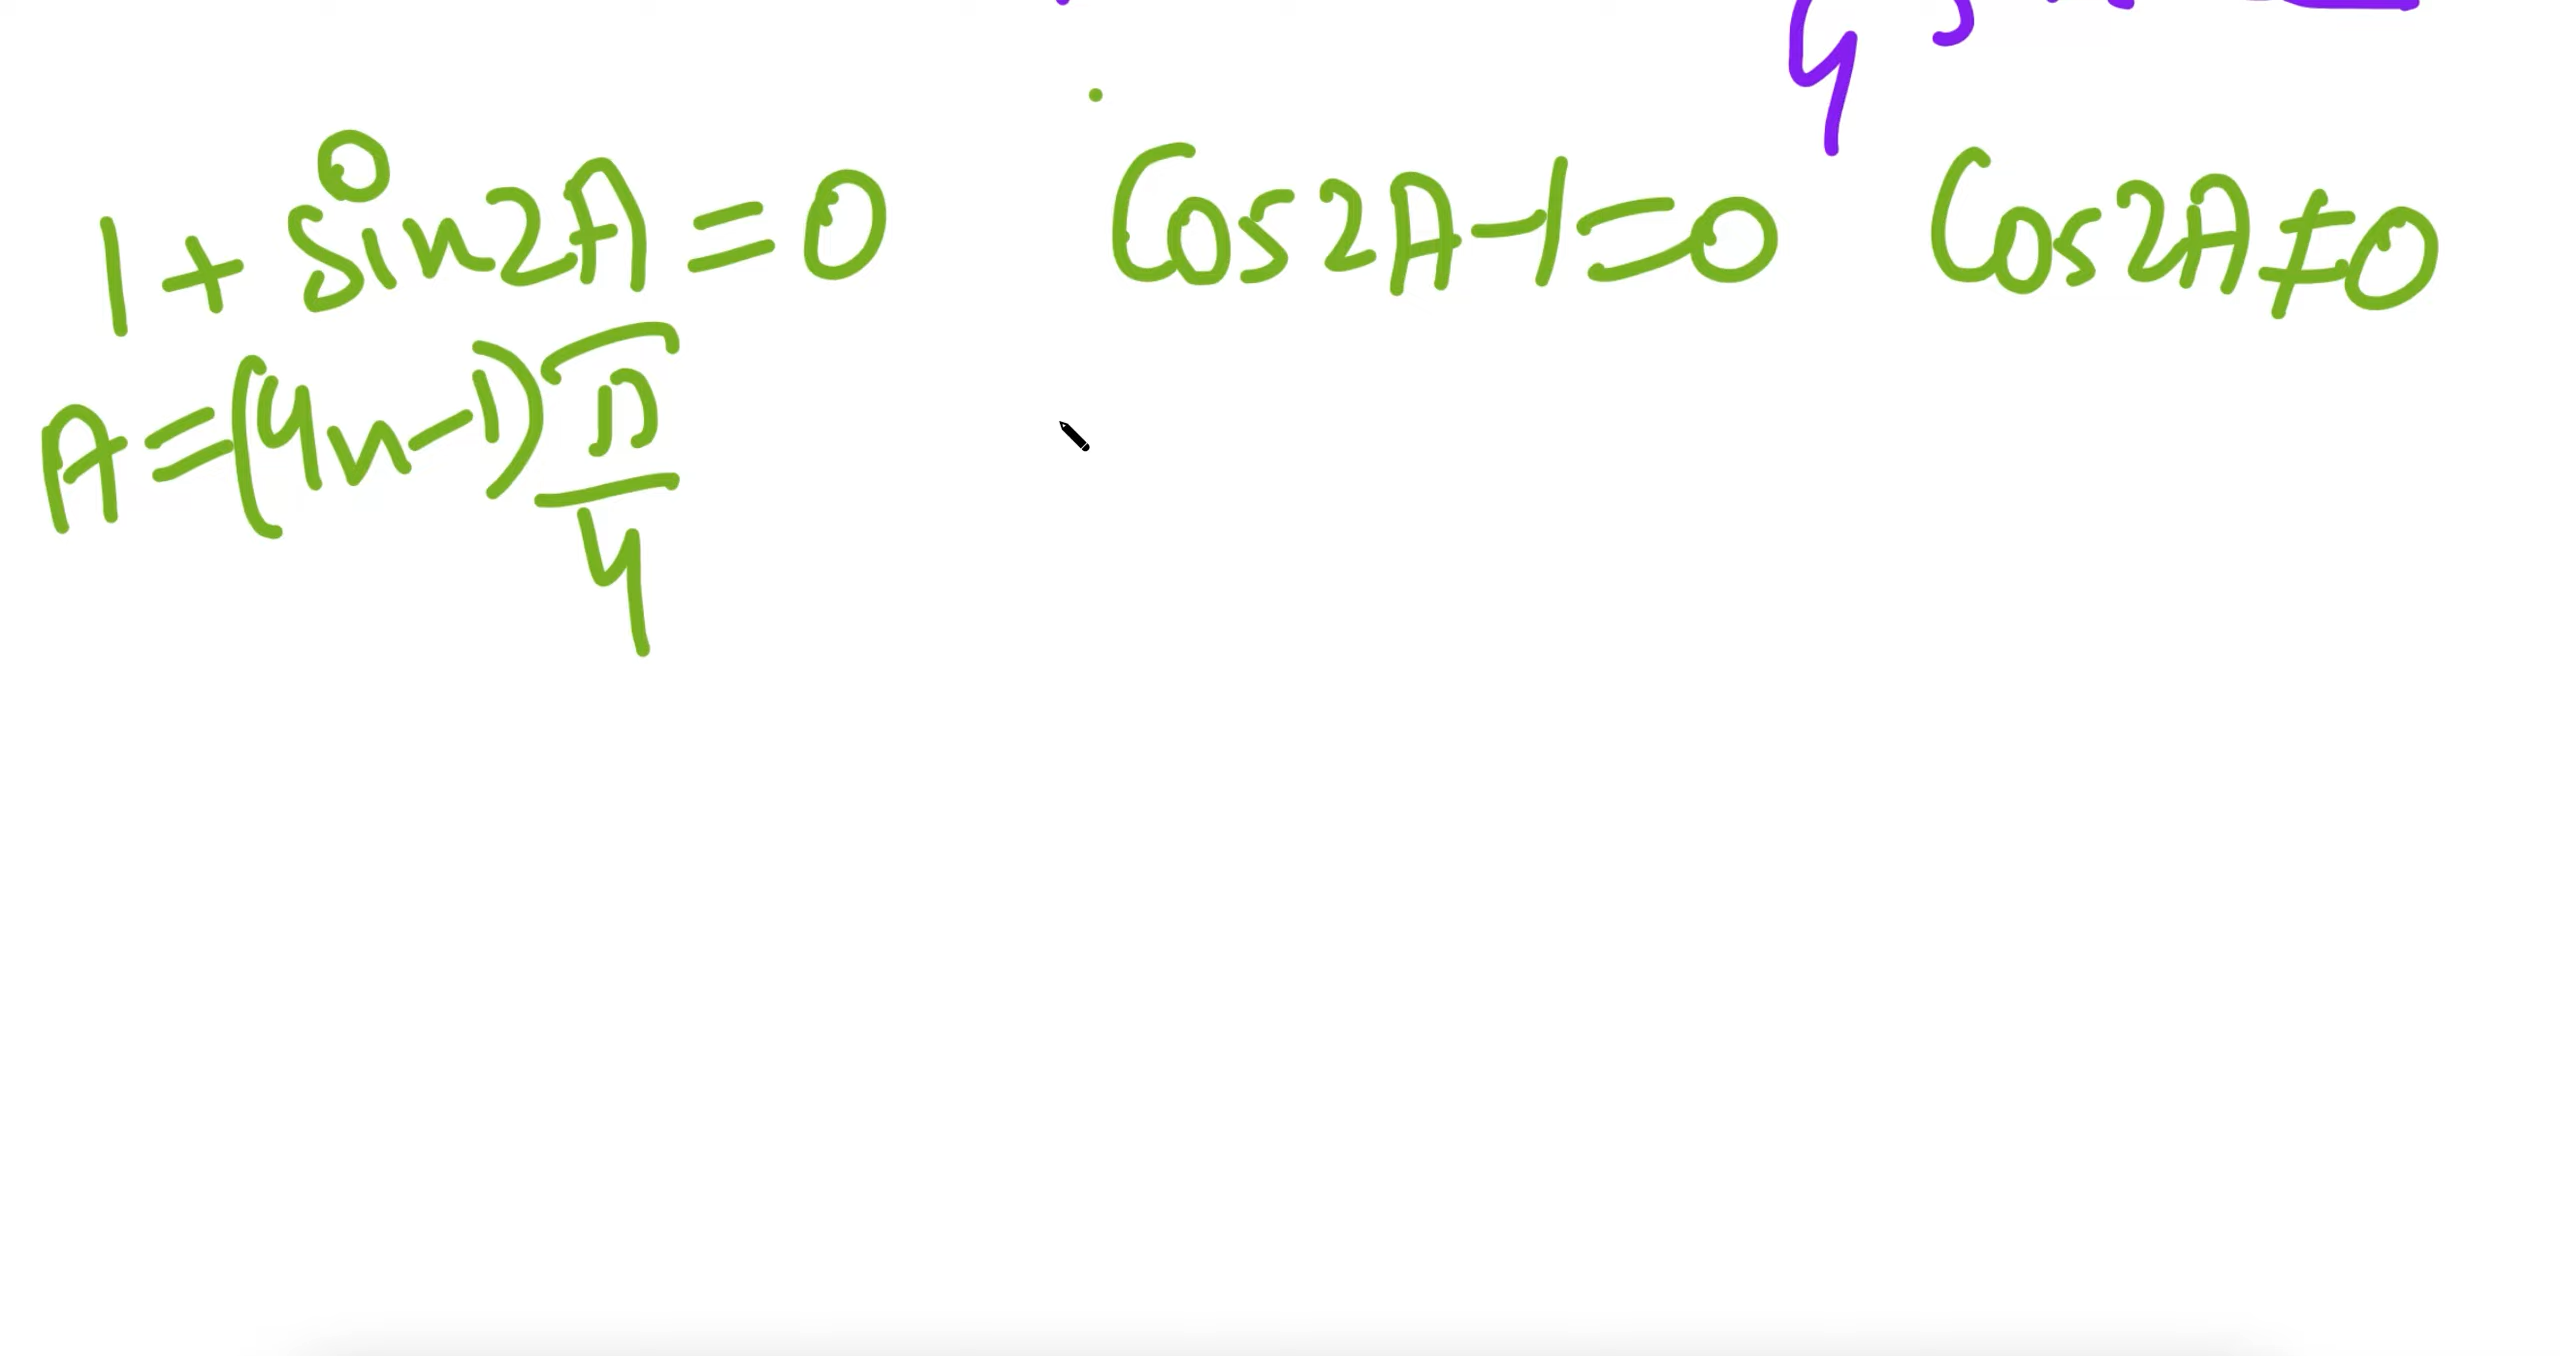 1 + sin2A = 0 Cos2A - 1 = 0 Cos2A ≠ 0
A = (4n-1) π/4